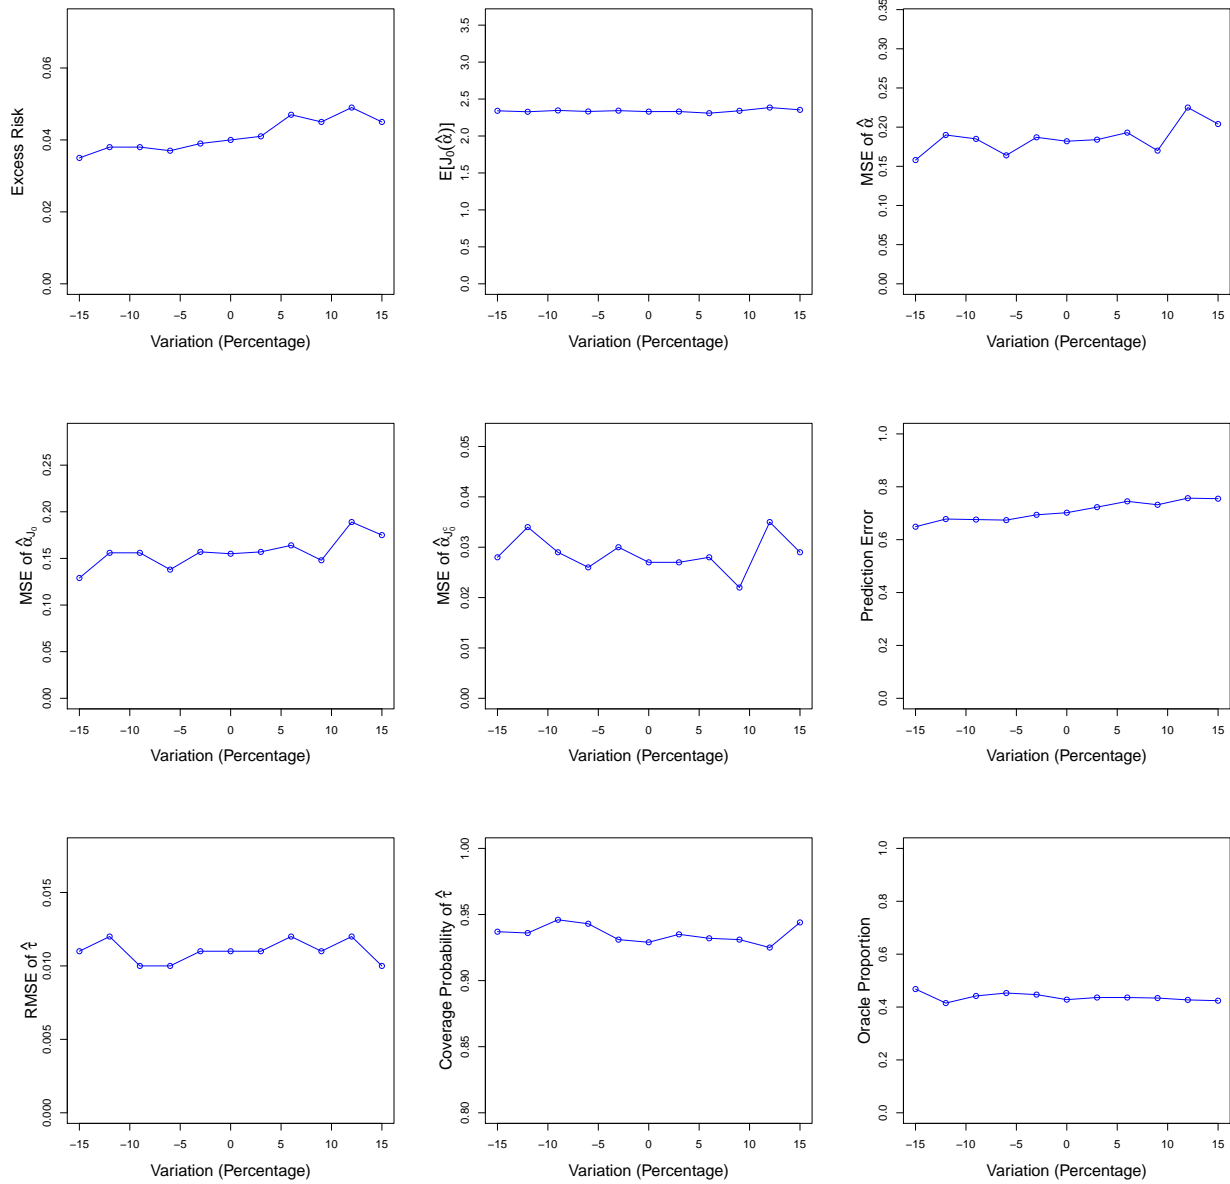 Excess Risk
0.00 0.02 0.04 0.06
−15 −10 −5 0 5 10 15
Variation (Percentage)
E[J₀(α̂)]
0.0 0.5 1.0 1.5 2.0 2.5 3.0 3.5
−15 −10 −5 0 5 10 15
Variation (Percentage)
MSE of α̂
0.00 0.05 0.10 0.15 0.20 0.25 0.30 0.35
−15 −10 −5 0 5 10 15
Variation (Percentage)
MSE of α̂_J₀
0.00 0.05 0.10 0.15 0.20 0.25
−15 −10 −5 0 5 10 15
Variation (Percentage)
MSE of α̂_J₀ᶜ
0.00 0.01 0.02 0.03 0.04 0.05
−15 −10 −5 0 5 10 15
Variation (Percentage)
Prediction Error
0.0 0.2 0.4 0.6 0.8 1.0
−15 −10 −5 0 5 10 15
Variation (Percentage)
RMSE of τ̂
0.000 0.005 0.010 0.015
−15 −10 −5 0 5 10 15
Variation (Percentage)
Coverage Probability of τ̂
0.80 0.85 0.90 0.95 1.00
−15 −10 −5 0 5 10 15
Variation (Percentage)
Oracle Proportion
0.0 0.2 0.4 0.6 0.8 1.0
−15 −10 −5 0 5 10 15
Variation (Percentage)